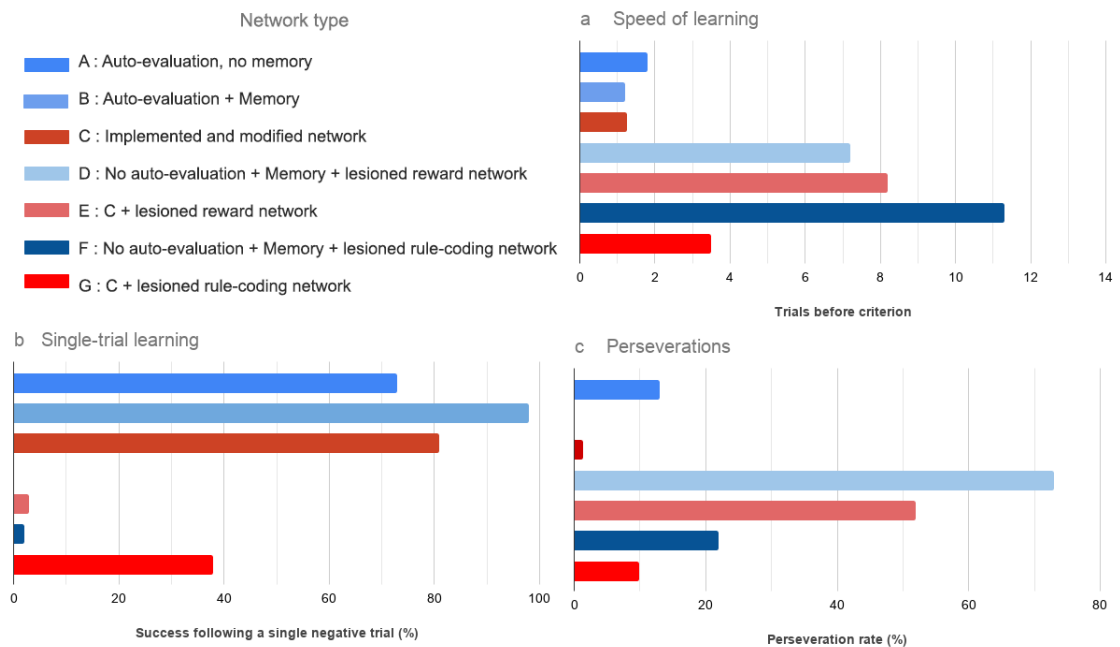 Network type
A : Auto-evaluation, no memory
B : Auto-evaluation + Memory
C : Implemented and modified network
D : No auto-evaluation + Memory + lesioned reward network
E : C + lesioned reward network
F : No auto-evaluation + Memory + lesioned rule-coding network
G : C + lesioned rule-coding network
a Speed of learning
0 2 4 6 8 10 12 14
Trials before criterion
b Single-trial learning
0 20 40 60 80 100
Success following a single negative trial (%)
c Perseverations
0 20 40 60 80
Perseveration rate (%)